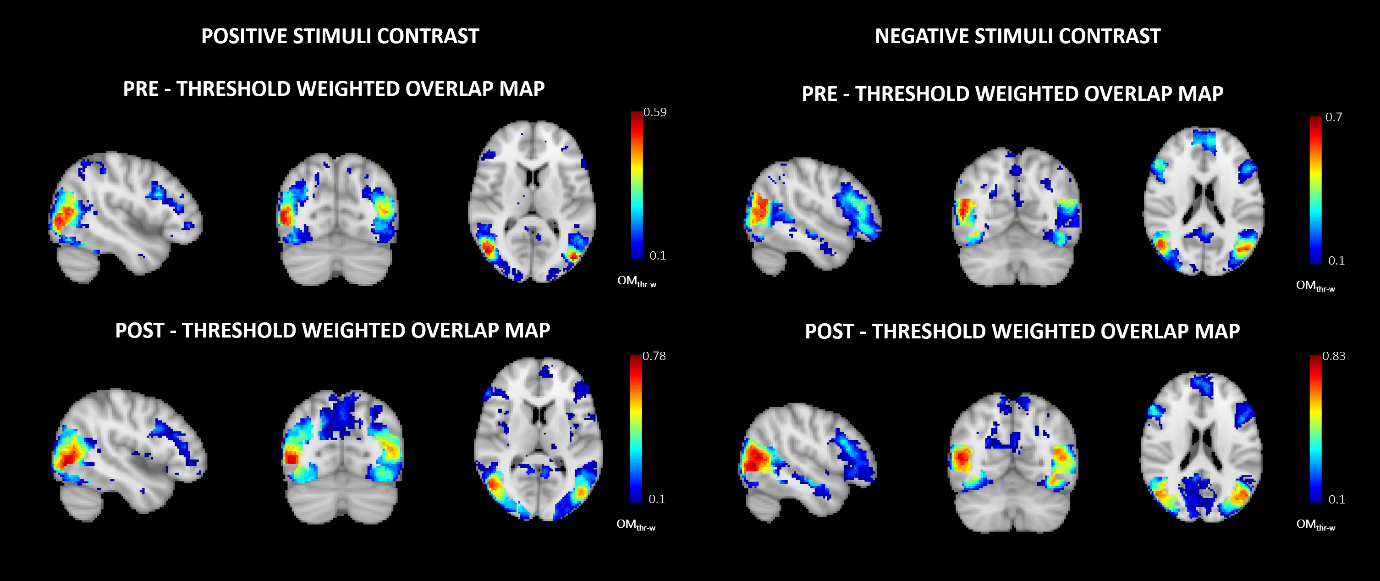 POSITIVE STIMULI CONTRAST
PRE - THRESHOLD WEIGHTED OVERLAP MAP
0.59
0.1
OMthr-w
POST - THRESHOLD WEIGHTED OVERLAP MAP
0.78
0.1
OMthr-w
NEGATIVE STIMULI CONTRAST
PRE - THRESHOLD WEIGHTED OVERLAP MAP
0.7
0.1
OMthr-w
POST - THRESHOLD WEIGHTED OVERLAP MAP
0.83
0.1
OMthr-w